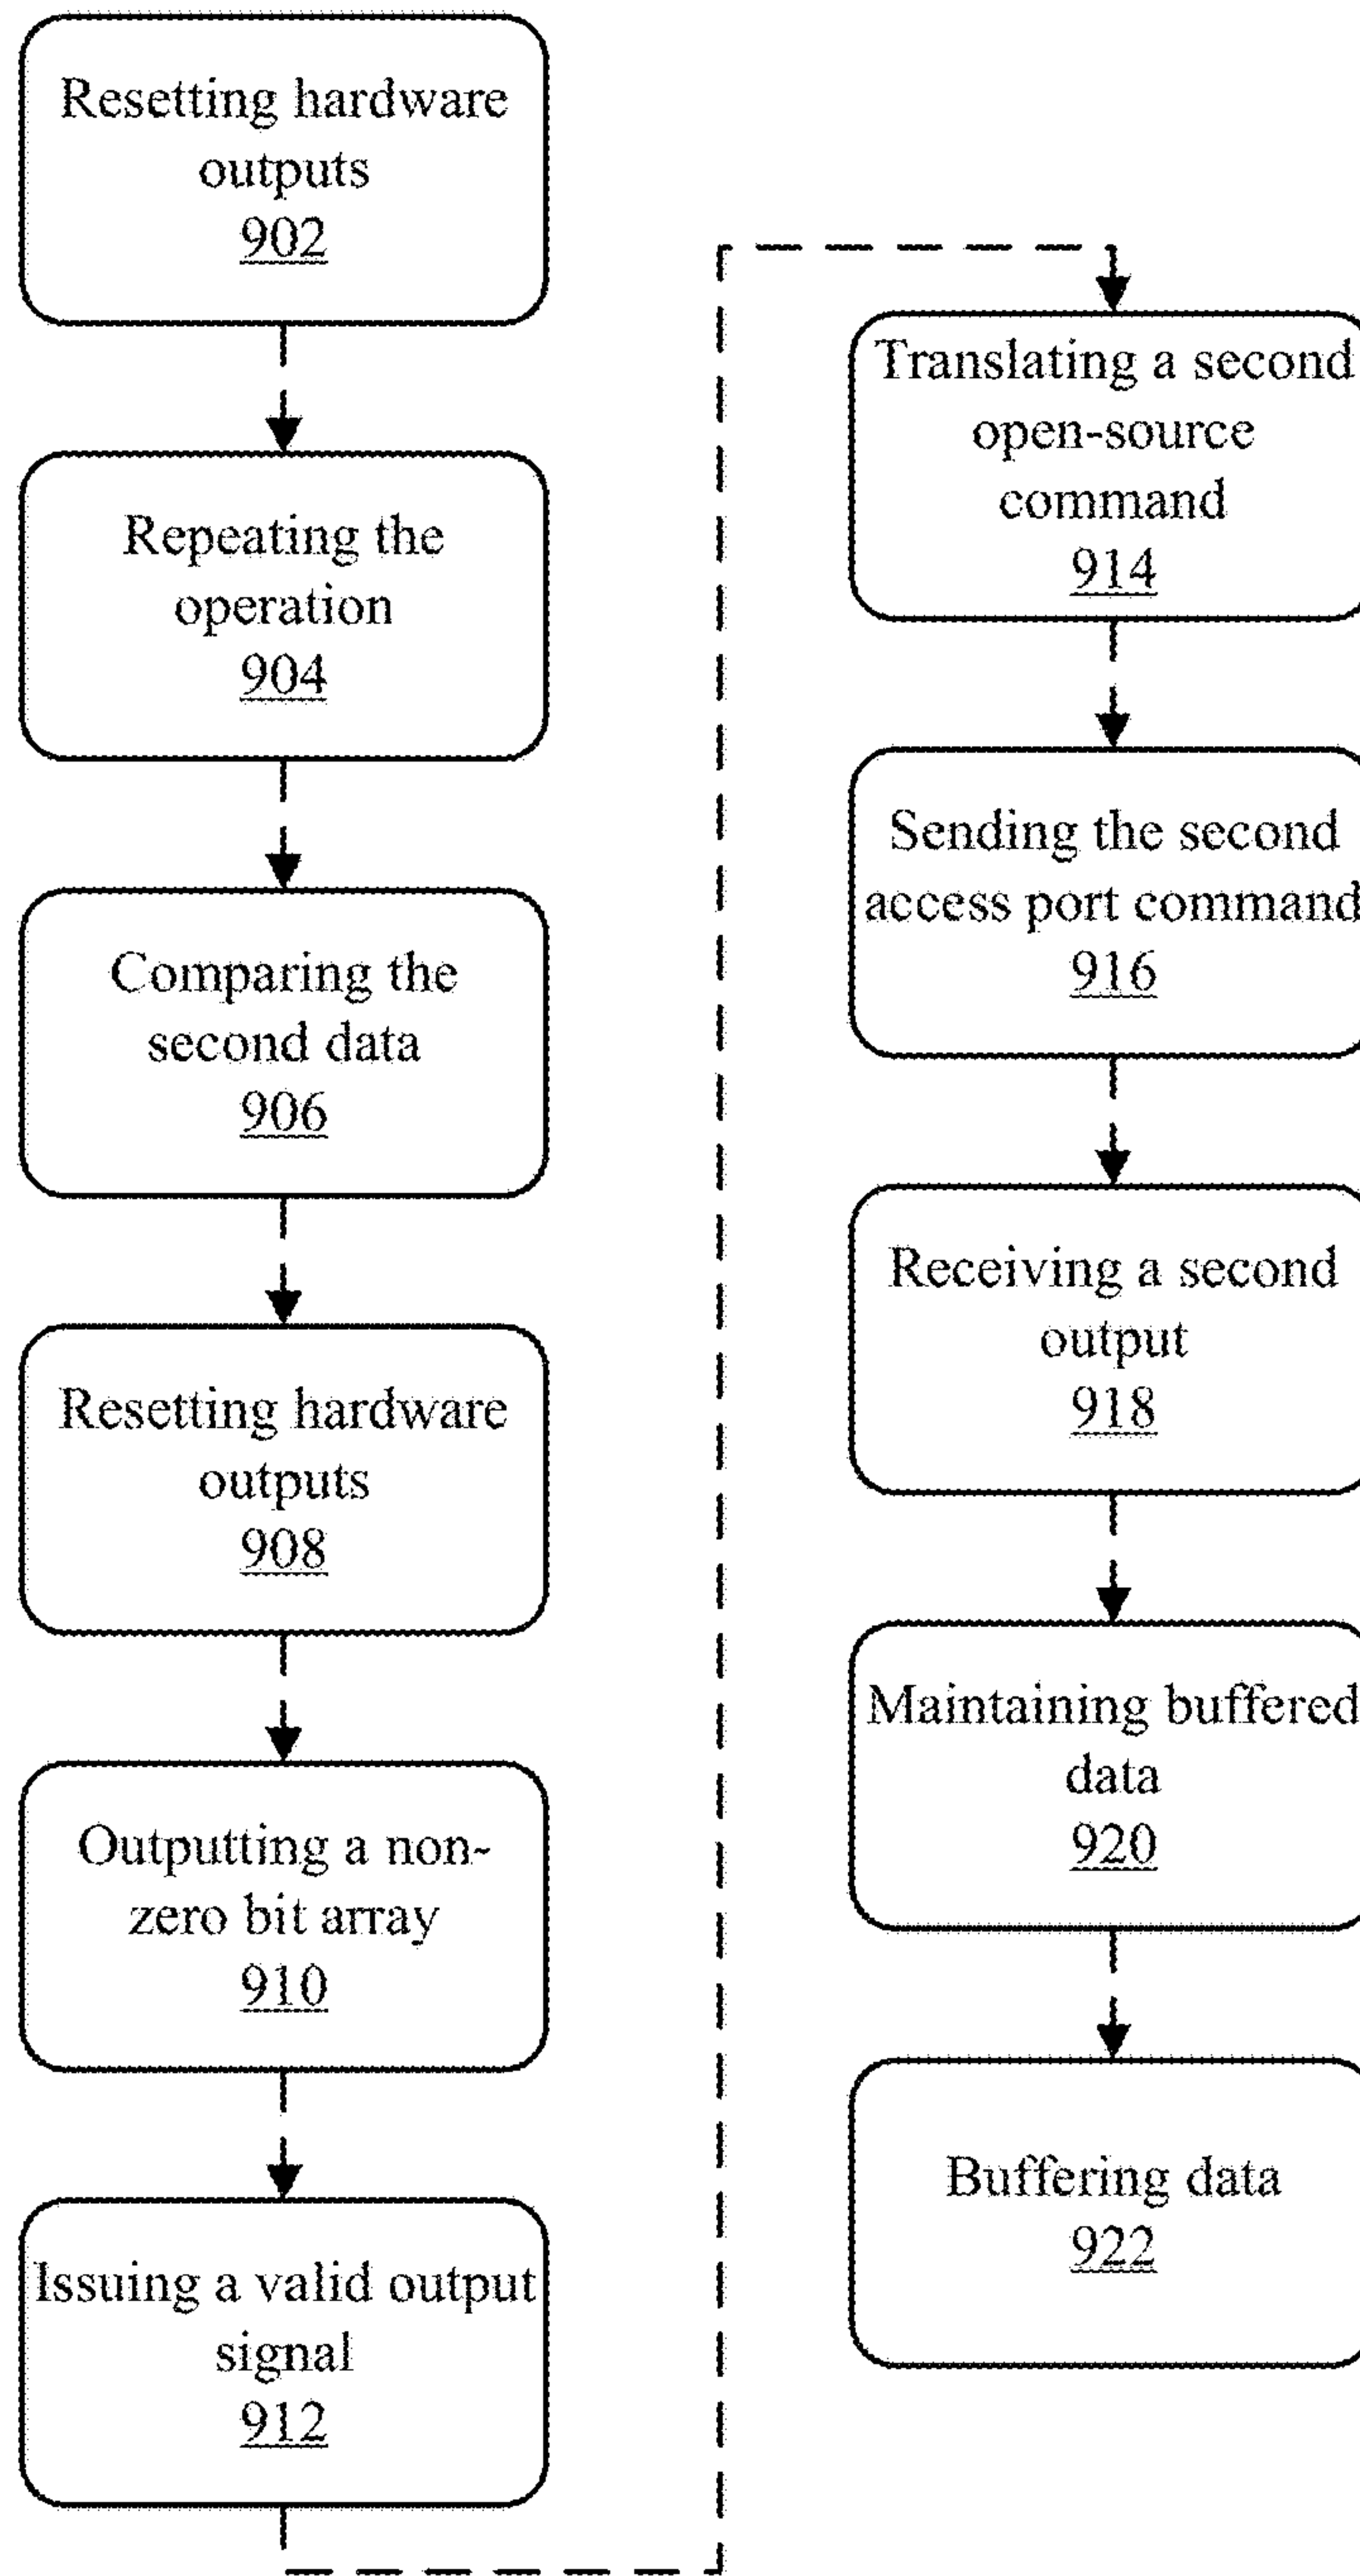 Resetting hardware
outputs
902
Repeating the
operation
904
Comparing the
second data
906
Resetting hardware
outputs
908
Outputting a non-
zero bit array
910
Issuing a valid output
signal
912
Translating a second
open-source
command
914
Sending the second
access port command
916
Receiving a second
output
918
Maintaining buffered
data
920
Buffering data
922